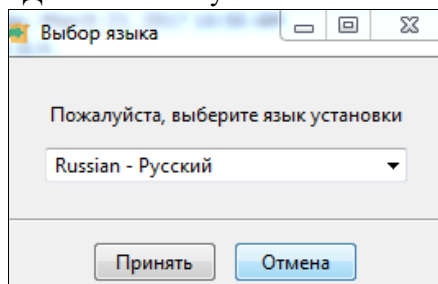 Выбор языка
Пожалуйста, выберите язык установки
Russian - Русский
Принять
Отмена